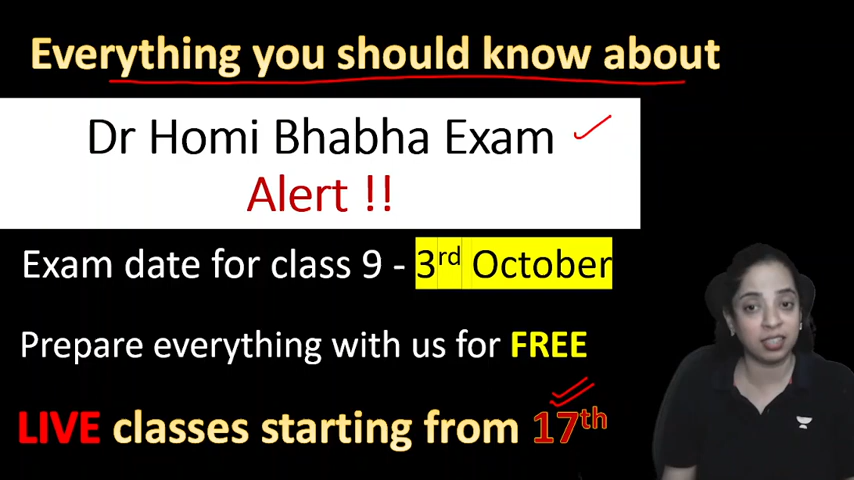 Everything you should know about
Dr Homi Bhabha Exam
Alert !!
Exam date for class 9 - 3rd October
Prepare everything with us for FREE
LIVE classes starting from 17th